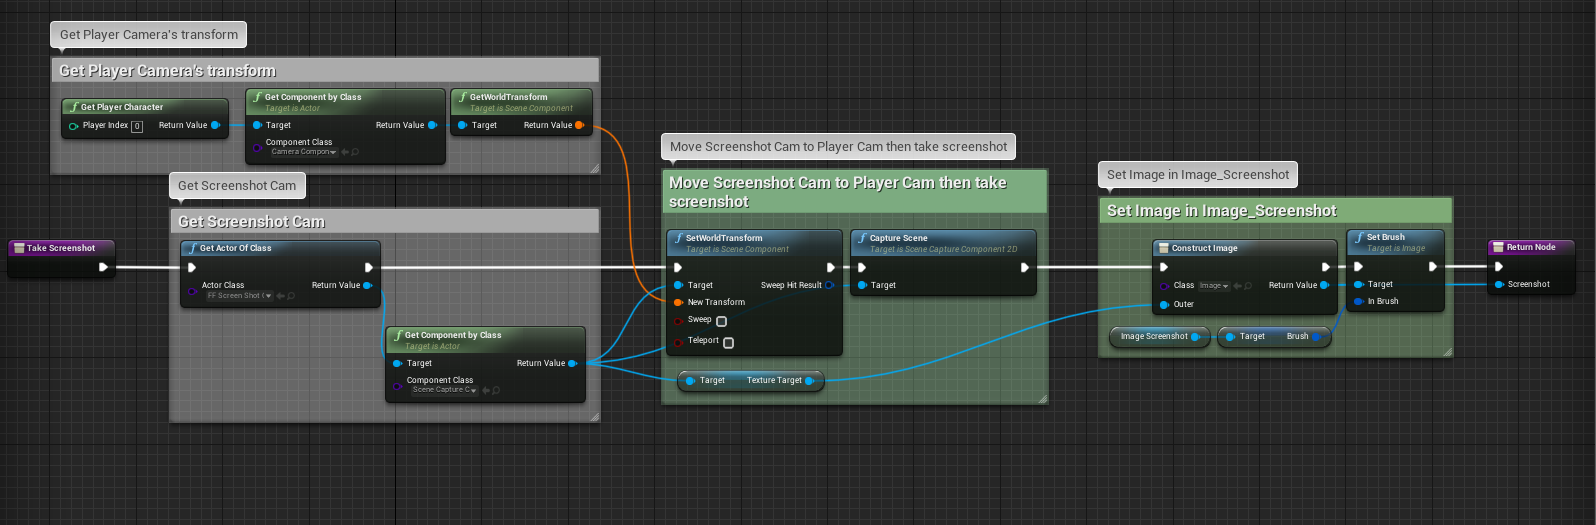 Get Player Camera's transform
Get Player Camera's transform
Get Player Character
Player Index 0 Return Value
Get Component by Class
Target is Actor
Target Return Value
Component Class
Camera Compon
GetWorldTransform
Target is Scene Component
Target Return Value
Get Screenshot Cam
Get Screenshot Cam
Take Screenshot
Get Actor Of Class
Actor Class Return Value
FF Screen Shot (
Get Component by Class
Target is Actor
Target Return Value
Component Class
Scene Capture C
Move Screenshot Cam to Player Cam then take screenshot
Move Screenshot Cam to Player Cam then take
screenshot
SetWorldTransform
Target is Scene Component
Target Sweep Hit Result
New Transform
Sweep
Teleport
Capture Scene
Target is Scene Capture Component 2D
Target
Target Texture Target
Set Image in Image_Screenshot
Set Image in Image_Screenshot
Construct Image
Class Image Return Value
Outer
Set Brush
Target is Image
Target
In Brush
Image Screenshot
Target Brush
Return Node
Screenshot